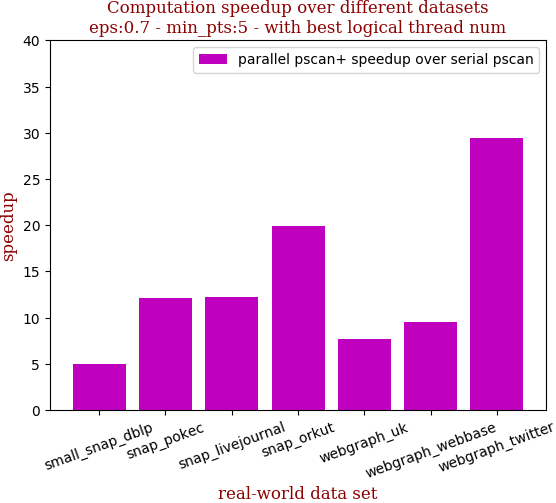 Computation speedup over different datasets
eps:0.7 - min_pts:5 - with best logical thread num
parallel pscan+ speedup over serial pscan
speedup
40
35
30
25
20
15
10
5
0
small_snap_dblp
snap_pokec
snap_livejournal
snap_orkut
webgraph_uk
webgraph_webbase
webgraph_twitter
real-world data set